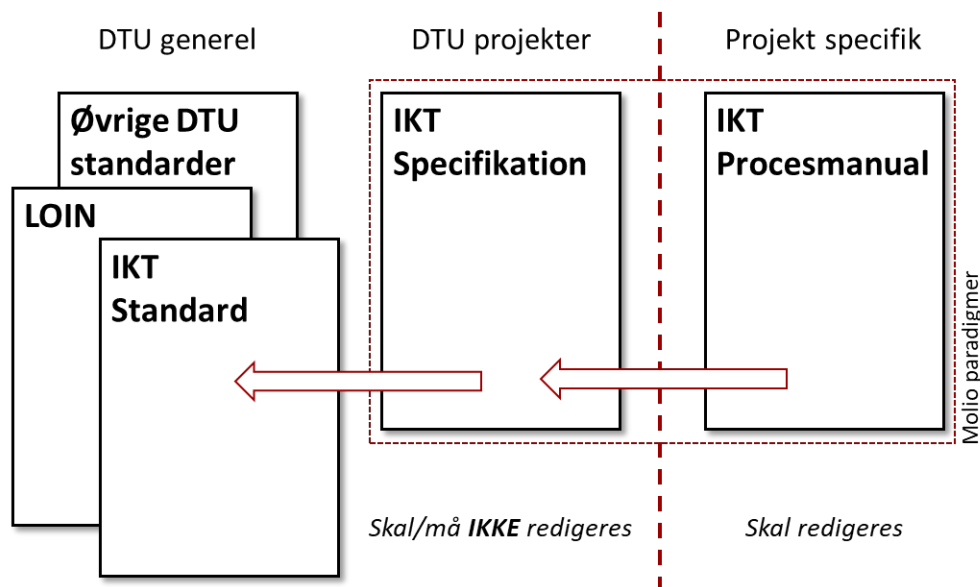 DTU generel
DTU projekter
Projekt specifik
Øvrige DTU
standarder
LOIN
IKT
Standard
IKT
Specifikation
IKT
Procesmanual
Molio paradigmer
Skal/må IKKE redigeres
Skal redigeres